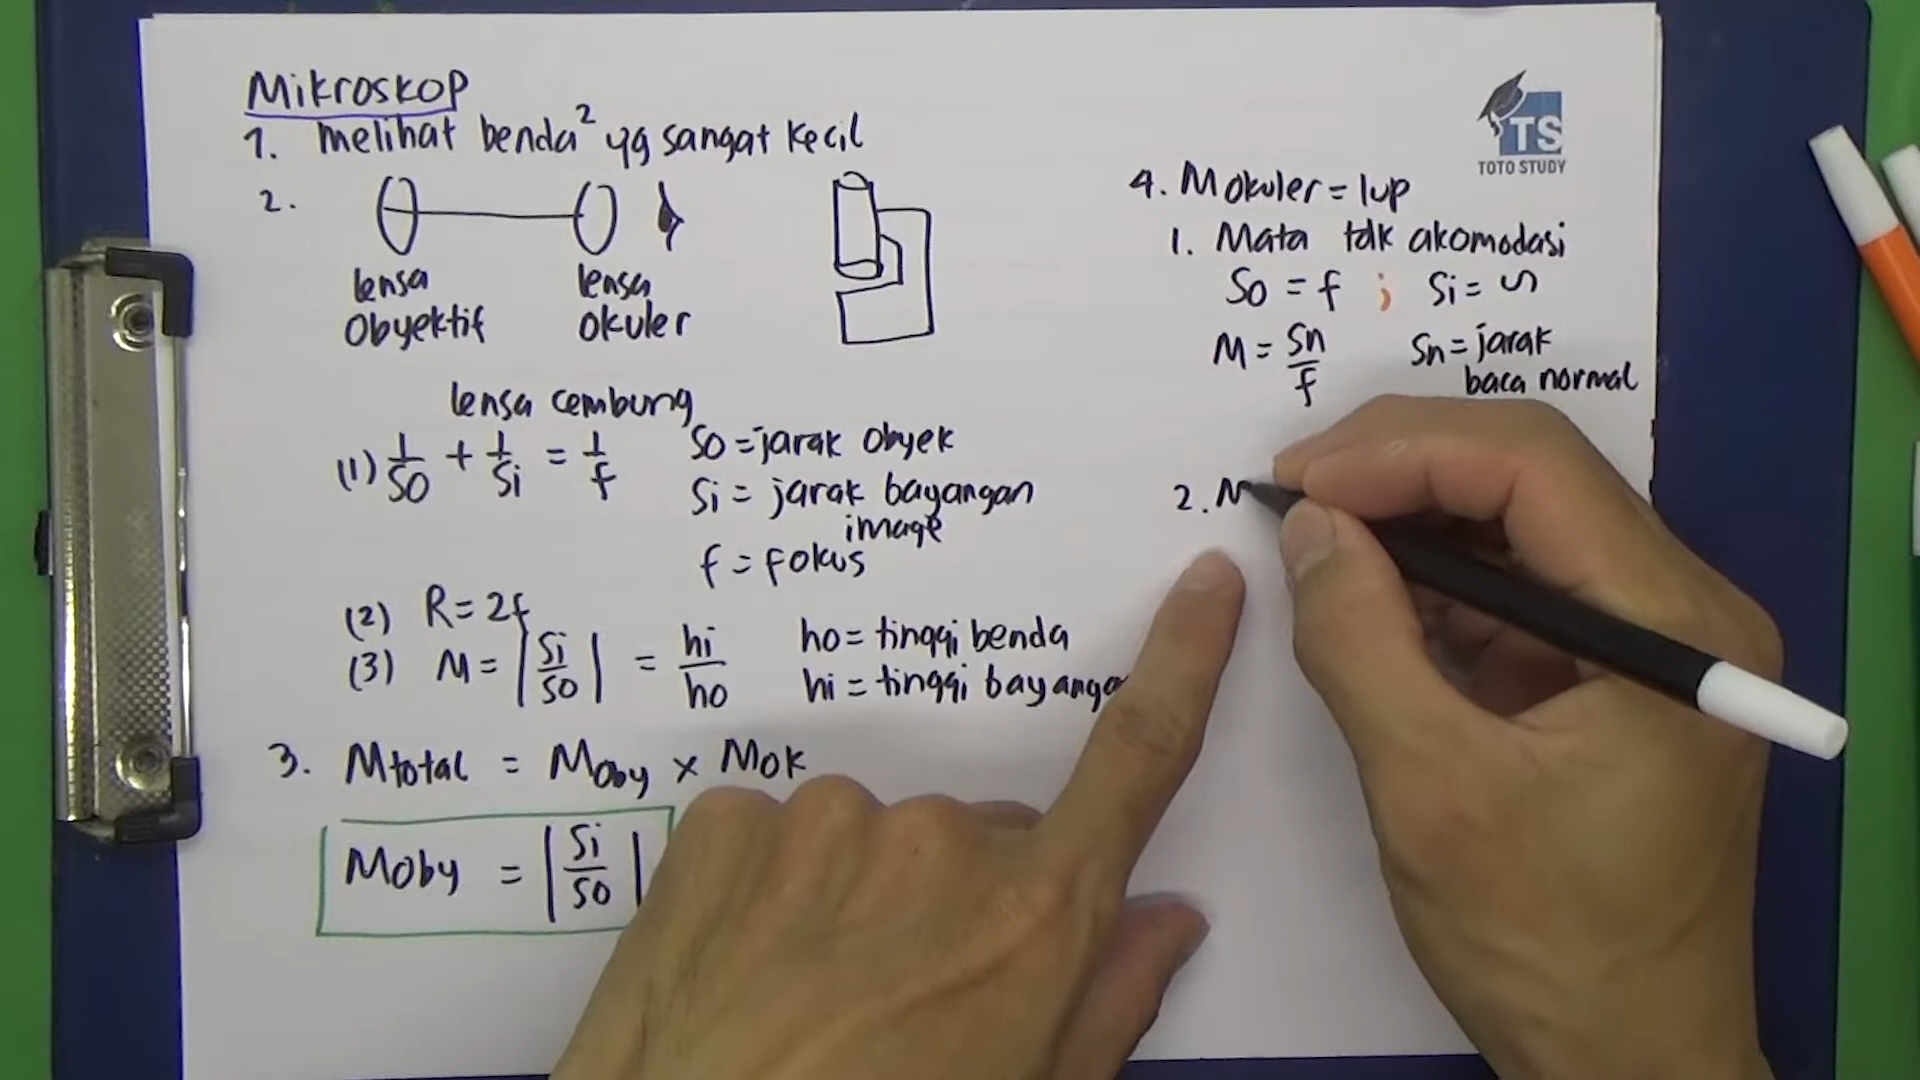 Mikroskop
1. melihat benda² yg sangat kecil
2.
lensa obyektif
lensa okuler
lensa cembung
(1) 1/So + 1/Si = 1/f
So = jarak obyek
Si = jarak bayangan
image
f = fokus
(2) R = 2f
(3) M = |Si/So| = hi/ho
ho = tinggi benda
hi = tinggi bayanga
3. Mtotal = Moby x Mok
Moby = |Si/So|
TS
TOTO STUDY
4. Mokuler = lup
1. Mata tdk akomodasi
So = f ; Si = ∽
M = Sn/f
Sn = jarak
baca normal
2. M